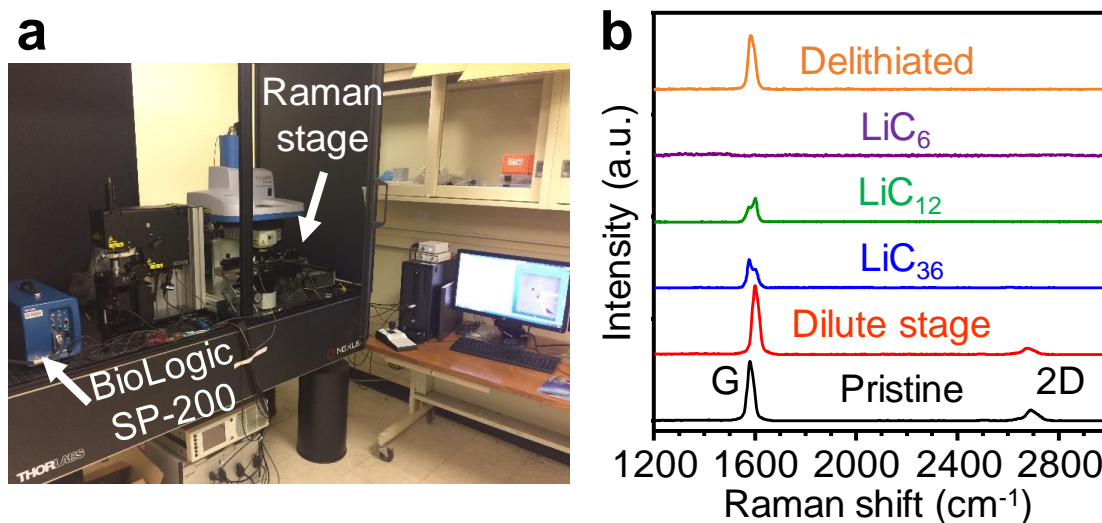 a
Raman
stage
BioLogic
SP-200
THORLABS
b
Delithiated
LiC₆
LiC₁₂
LiC₃₆
Dilute stage
G Pristine 2D
Intensity (a.u.)
1200 1600 2000 2400 2800
Raman shift (cm⁻¹)